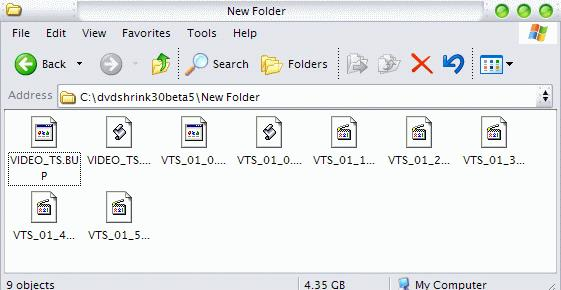 New Folder
File Edit View Favorites Tools Help
Back Search Folders
Address C:\dvdshrink30beta5\New Folder
VIDEO_TS.BU
P
VIDEO_TS.... VTS_01_0.... VTS_01_0.... VTS_01_1... VTS_01_2... VTS_01_3...
VTS_01_4... VTS_01_5...
9 objects 4.35 GB My Computer